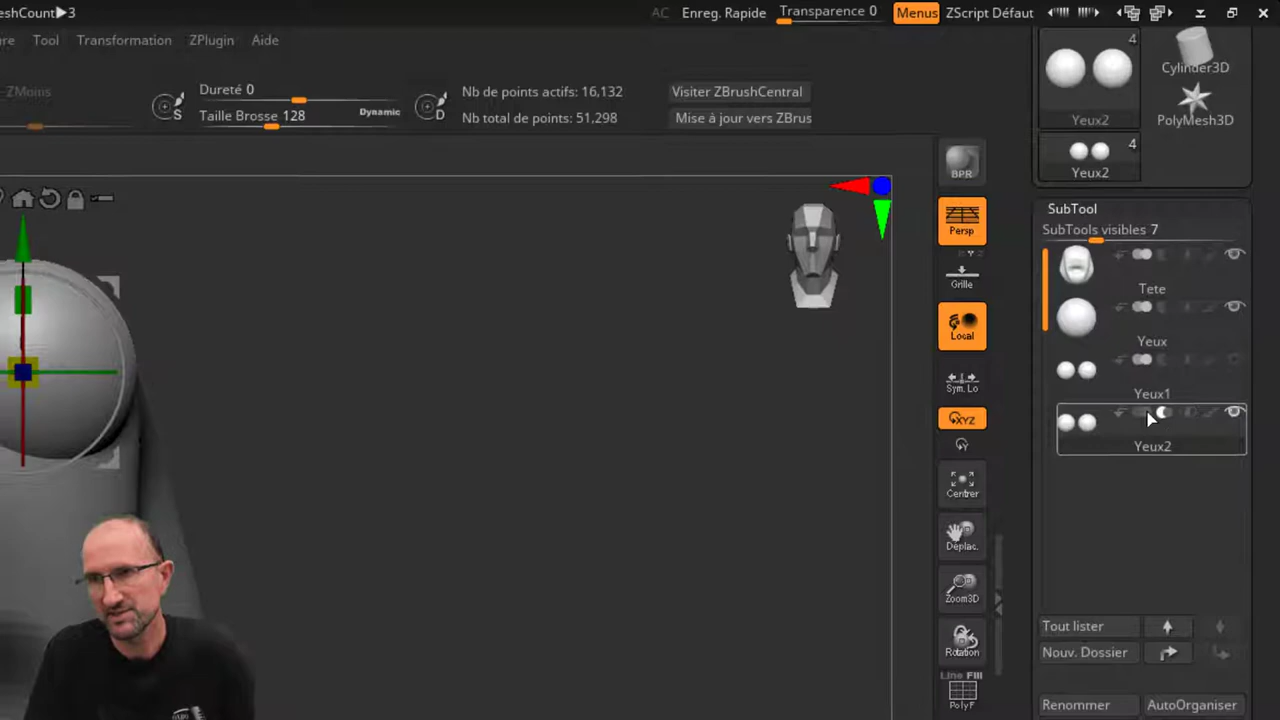 eshCount▶3
AC Enreg. Rapide Transparence 0 Menus ZScript Défaut
re Tool Transformation ZPlugin Aide
ZMoins
S
Dureté 0
Taille Brosse 128 Dynamic
D
Nb de points actifs: 16,132
Nb total de points: 51,298
Visiter ZBrushCentral
Mise à jour vers ZBrus
4
Yeux2
Cylinder3D
PolyMesh3D
4
Yeux2
BPR
Persp
Grille
Local
Sym. Lo
XYZ
Y
Centrer
Déplac.
Zoom3D
Rotation
Line Fill
PolyF
SubTool
SubTools visibles 7
Tete
Yeux
Yeux1
Yeux2
Tout lister
Nouv. Dossier
Renommer AutoOrganiser